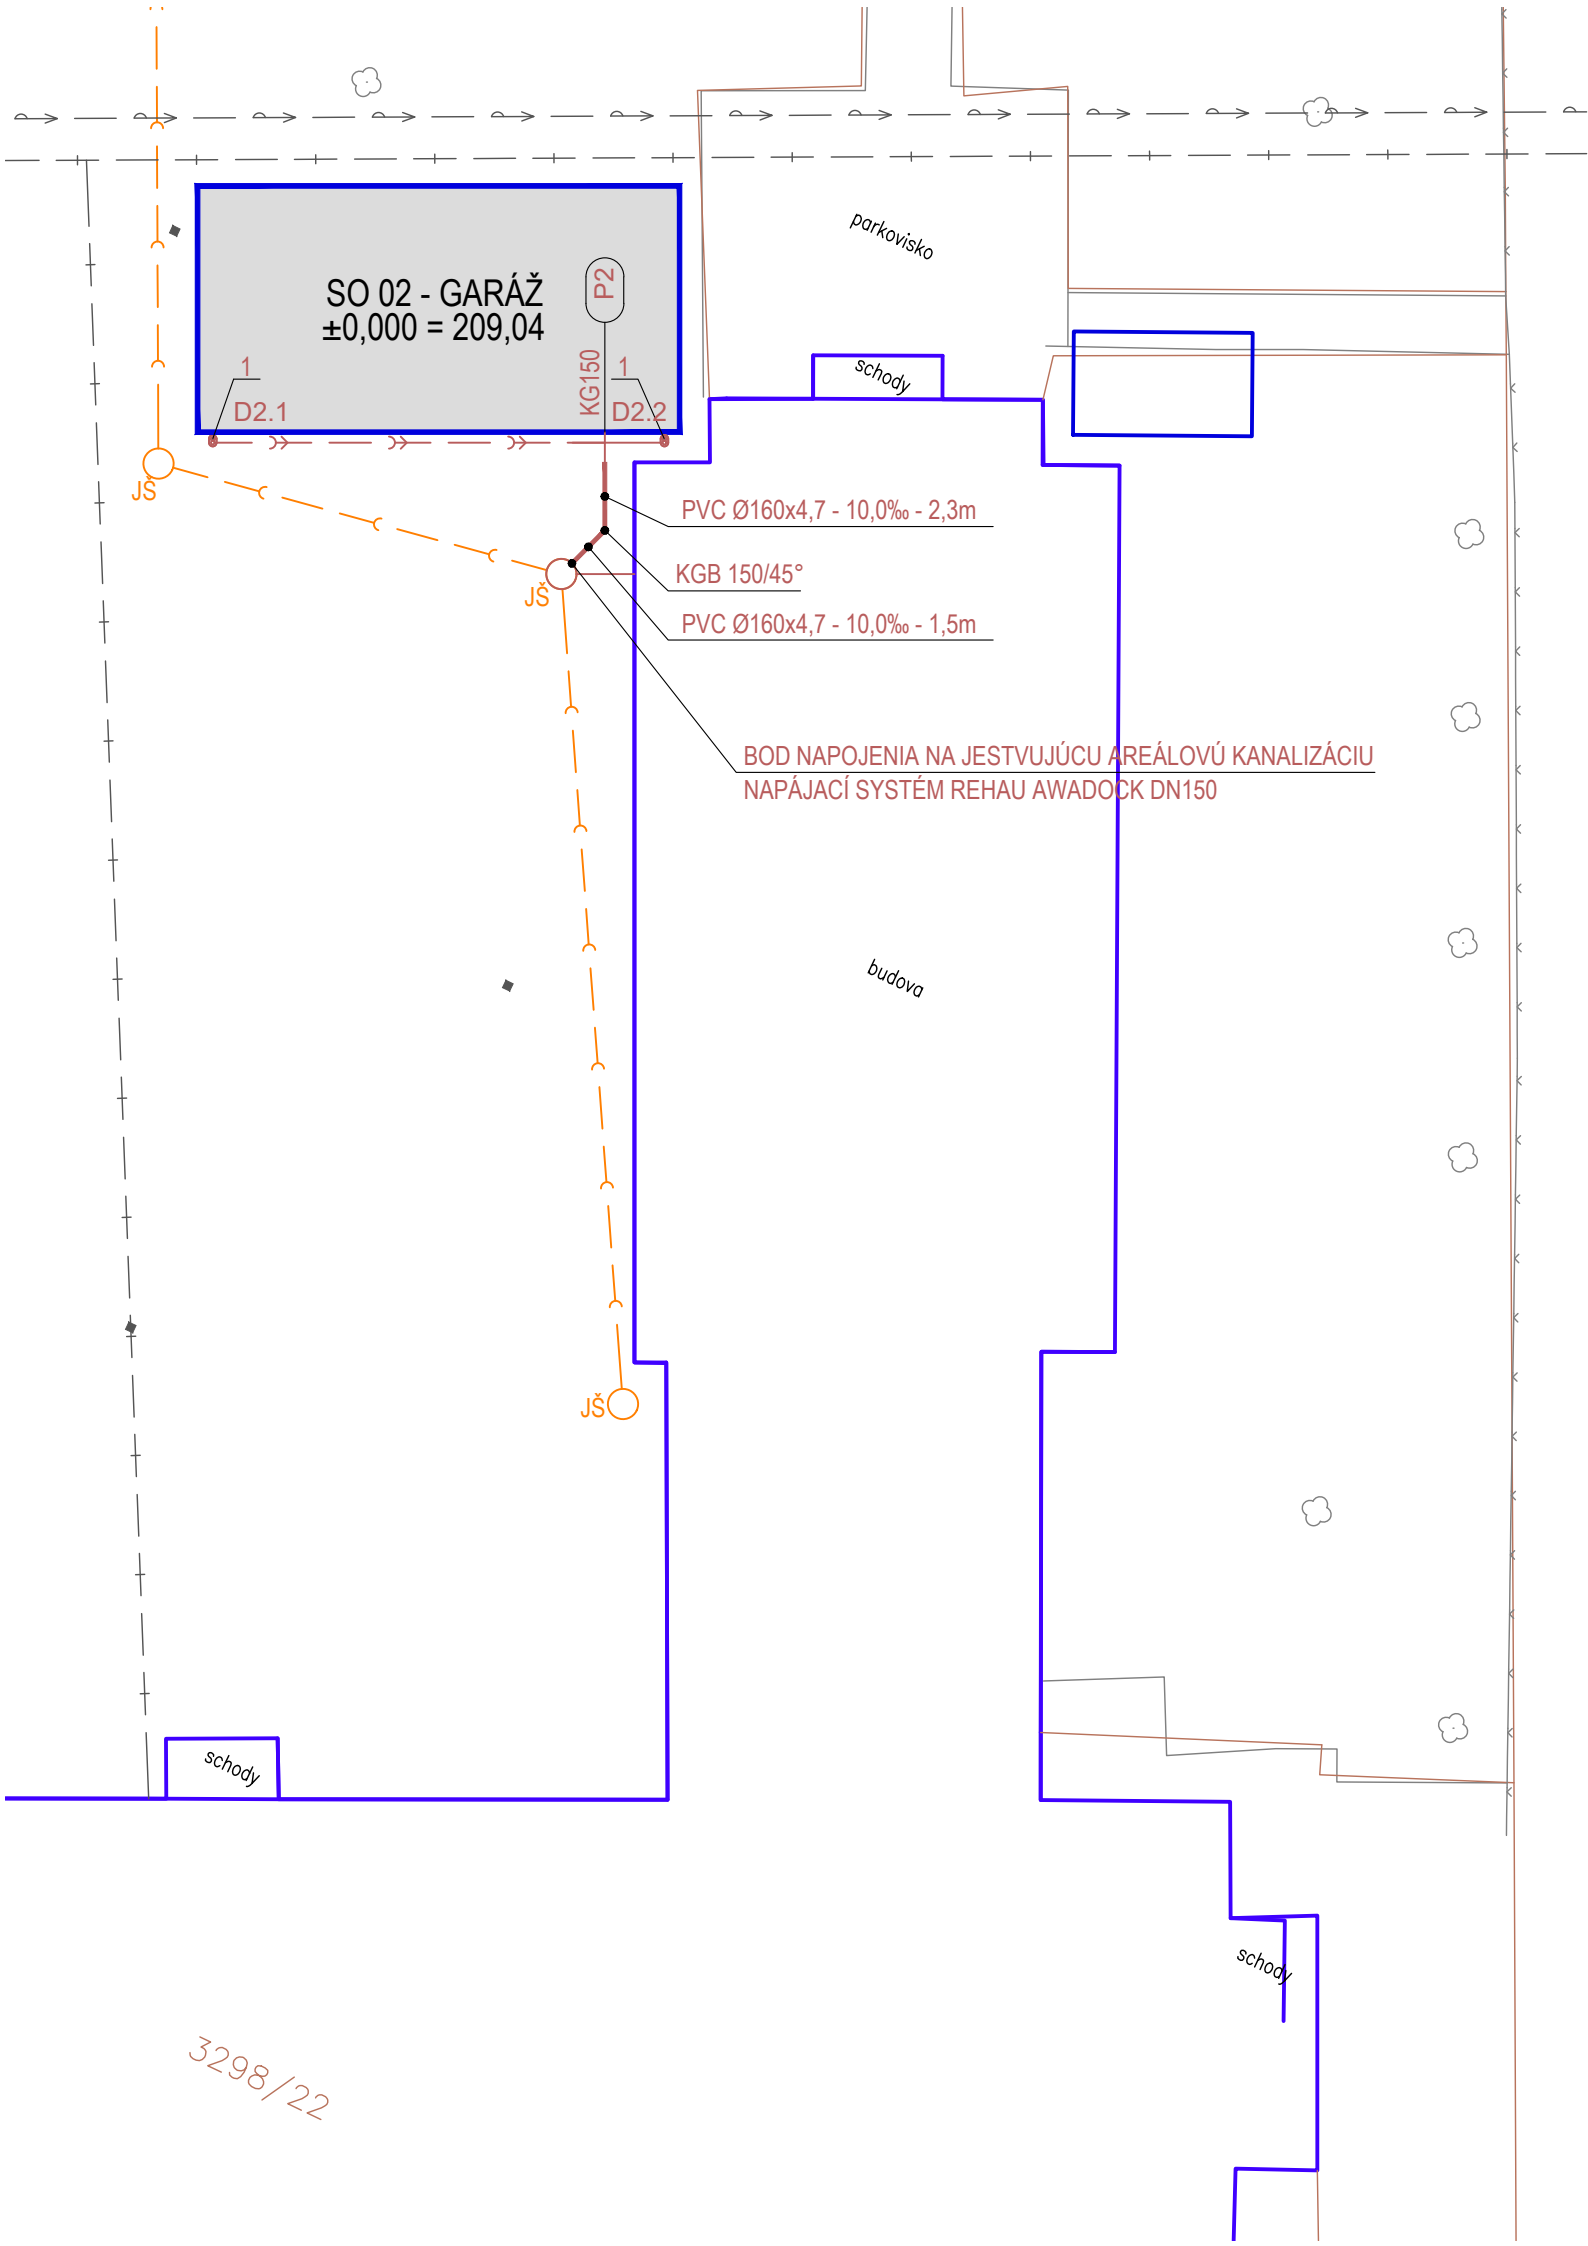 parkovisko
SO 02 - GARÁŽ
±0,000 = 209,04
P2
KG150
1
D2.1
1
D2.2
schody
JŠ
PVC Ø160x4,7 - 10,0‰ - 2,3m
KGB 150/45°
JŠ
PVC Ø160x4,7 - 10,0‰ - 1,5m
BOD NAPOJENIA NA JESTVUJÚCU AREÁLOVÚ KANALIZÁCIU
NAPÁJACÍ SYSTÉM REHAU AWADOCK DN150
budova
JŠ
schody
schody
3298/22